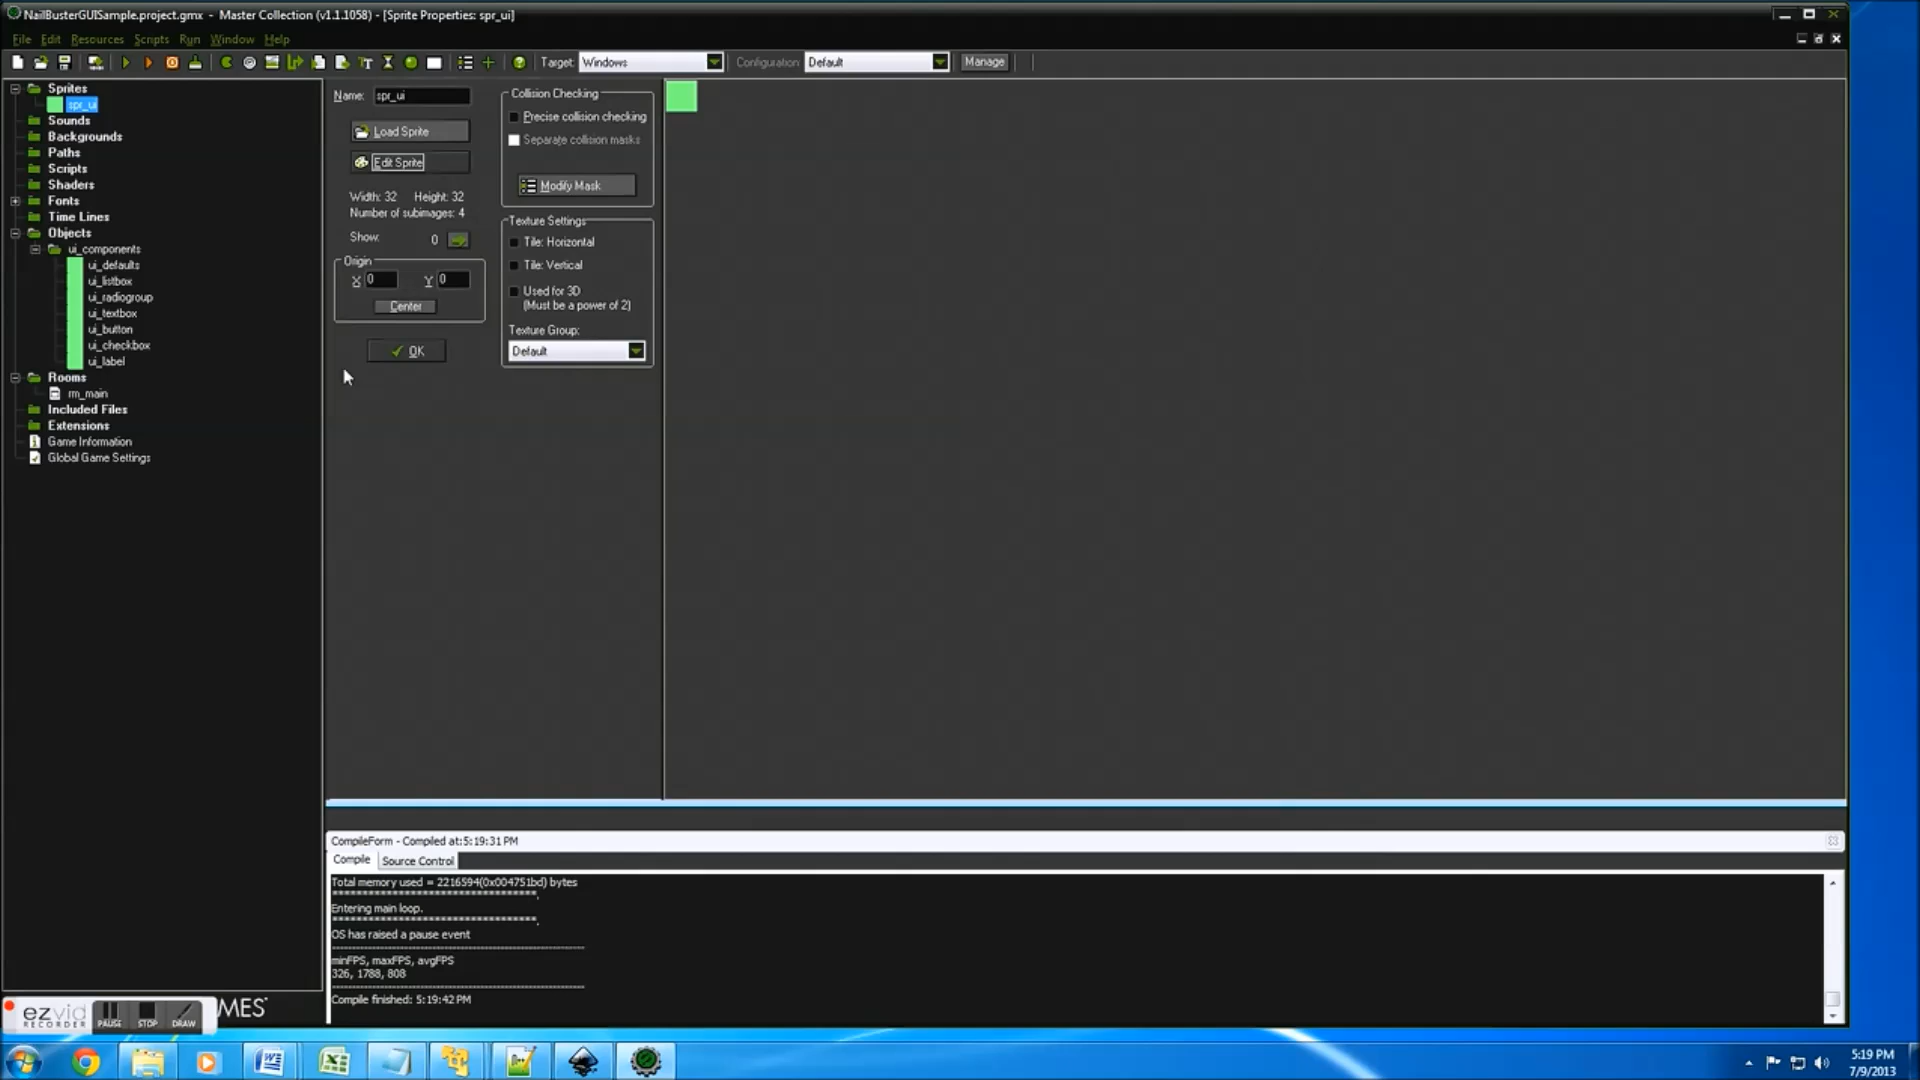 NailBusterGUISample.project.gmx - Master Collection (v1.1.1058) - [Sprite Properties: spr_ui]
File Edit Resources Scripts Run Window Help
Target: Windows Configuration: Default Manage
Sprites
spr_ui
Sounds
Backgrounds
Paths
Scripts
Shaders
Fonts
Time Lines
Objects
ui_components
ui_defaults
ui_listbox
ui_radiogroup
ui_textbox
ui_button
ui_checkbox
ui_label
Rooms
rm_main
Included Files
Extensions
Game Information
Global Game Settings
Name: spr_ui
Load Sprite
Edit Sprite
Width: 32 Height: 32
Number of subimages: 4
Show: 0
Origin
X 0 Y 0
Center
OK
Collision Checking
Precise collision checking
Separate collision masks
Modify Mask
Texture Settings
Tile: Horizontal
Tile: Vertical
Used for 3D
(Must be a power of 2)
Texture Group:
Default
CompileForm - Compiled at:5:19:31 PM
Compile Source Control
Total memory used = 2216594(0x004751bd) bytes
***********************************.
Entering main loop.
***********************************.
OS has raised a pause event
minFPS, maxFPS, avgFPS
326, 1788, 808
Compile finished: 5:19:42 PM
ezvid
RECORDER
PAUSE STOP DRAW
MES
5:19 PM
7/9/2013